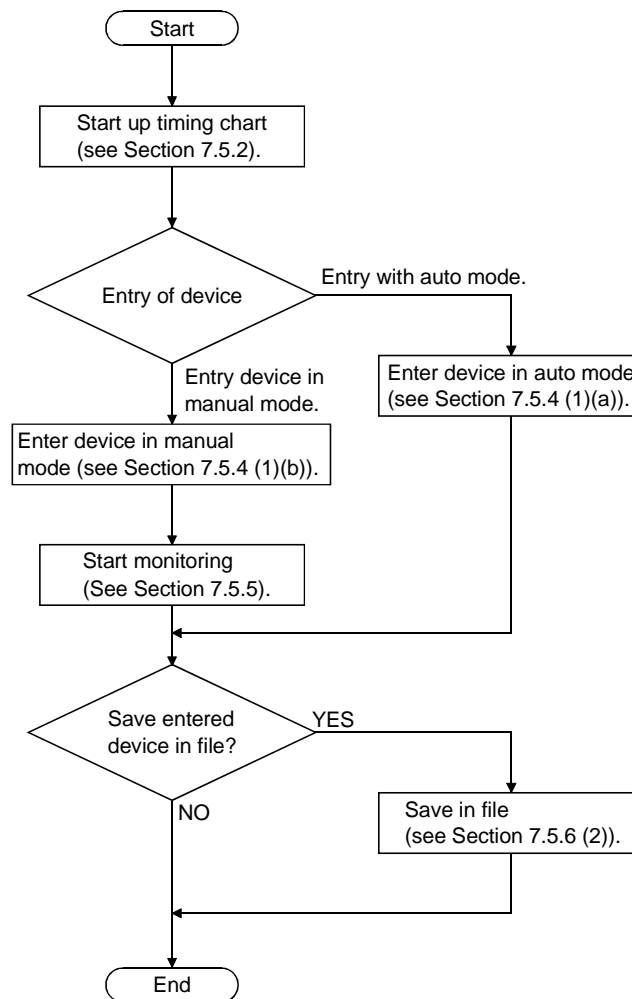 Start
Start up timing chart
(see Section 7.5.2).
Entry of device
Entry with auto mode.
Entry device in
manual mode.
Enter device in auto mode
(see Section 7.5.4 (1)(a)).
Enter device in manual
mode (see Section 7.5.4 (1)(b)).
Start monitoring
(See Section 7.5.5).
Save entered
device in file?
YES
NO
Save in file
(see Section 7.5.6 (2)).
End